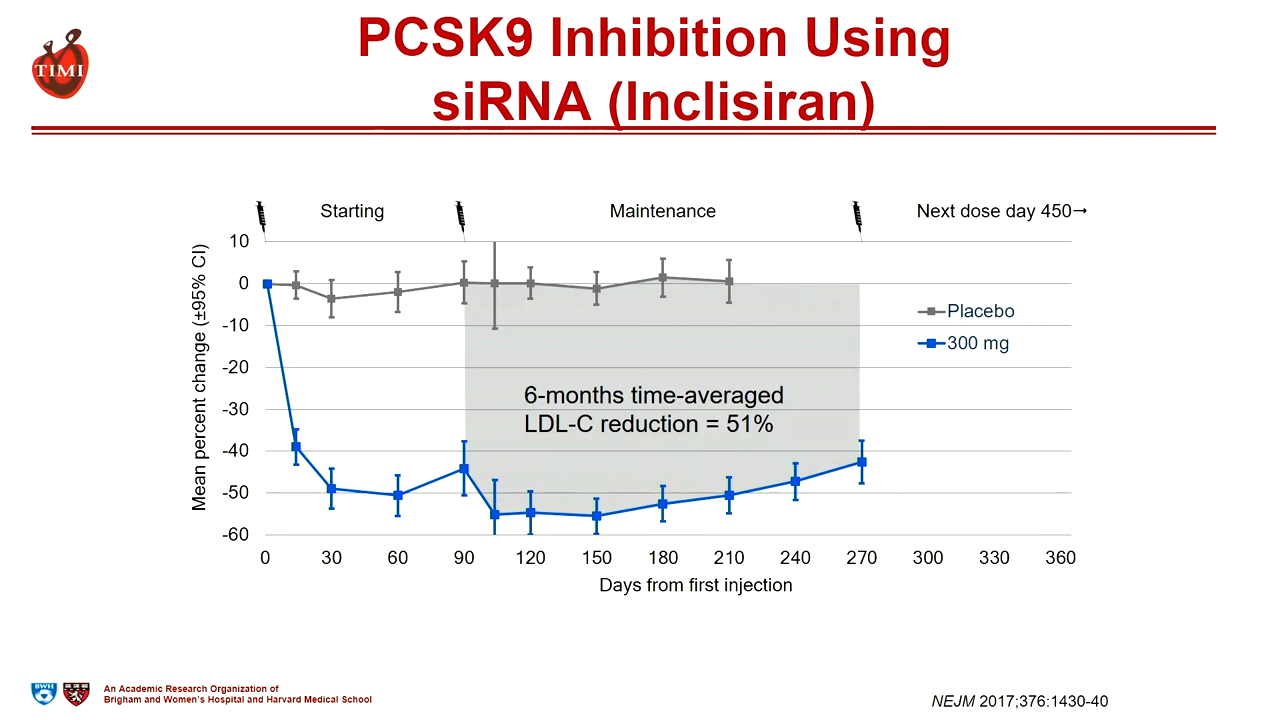 TIMI
PCSK9 Inhibition Using
siRNA (Inclisiran)
Starting
Maintenance
Next dose day 450→
Mean percent change (±95% CI)
10
0
-10
-20
-30
-40
-50
-60
Placebo
300 mg
6-months time-averaged
LDL-C reduction = 51%
0 30 60 90 120 150 180 210 240 270 300 330 360
Days from first injection
BWH
An Academic Research Organization of
Brigham and Women's Hospital and Harvard Medical School
NEJM 2017;376:1430-40